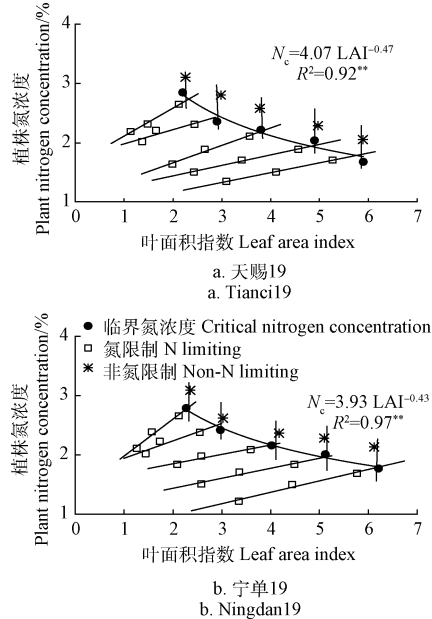 植株氮浓度
Plant nitrogen concentration/%
4
3
2
1
N_c=4.07 LAI^−0.47
R²=0.92**
0 1 2 3 4 5 6 7
叶面积指数 Leaf area index
a. 天赐19
a. Tianci19
植株氮浓度
Plant nitrogen concentration/%
4
3
2
1
临界氮浓度 Critical nitrogen concentration
氮限制 N limiting
非氮限制 Non-N limiting
N_c=3.93 LAI^−0.43
R²=0.97**
0 1 2 3 4 5 6 7
叶面积指数 Leaf area index
b. 宁单19
b. Ningdan19